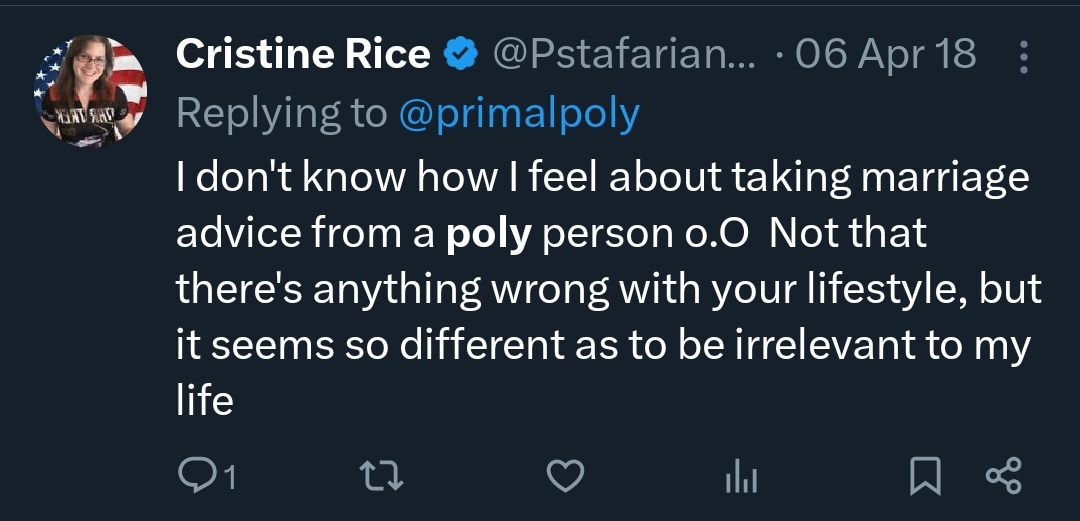 Cristine Rice @Pstafarian... · 06 Apr 18
Replying to @primalpoly
I don't know how I feel about taking marriage
advice from a poly person o.O  Not that
there's anything wrong with your lifestyle, but
it seems so different as to be irrelevant to my
life
1